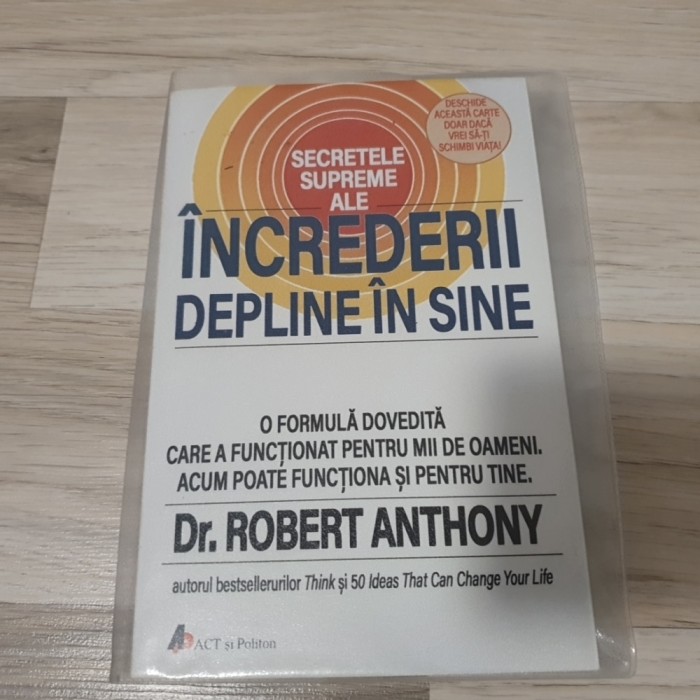 DESCHIDE
ACEASTĂ CARTE
DOAR DACĂ
VREI SĂ-ȚI
SCHIMBI VIAȚA!
SECRETELE
SUPREME
ALE
ÎNCREDERII
DEPLINE ÎN SINE
O FORMULĂ DOVEDITĂ
CARE A FUNCȚIONAT PENTRU MII DE OAMENI.
ACUM POATE FUNCȚIONA ȘI PENTRU TINE.
Dr. ROBERT ANTHONY
autorul bestsellerurilor Think și 50 Ideas That Can Change Your Life
ACT și Politon